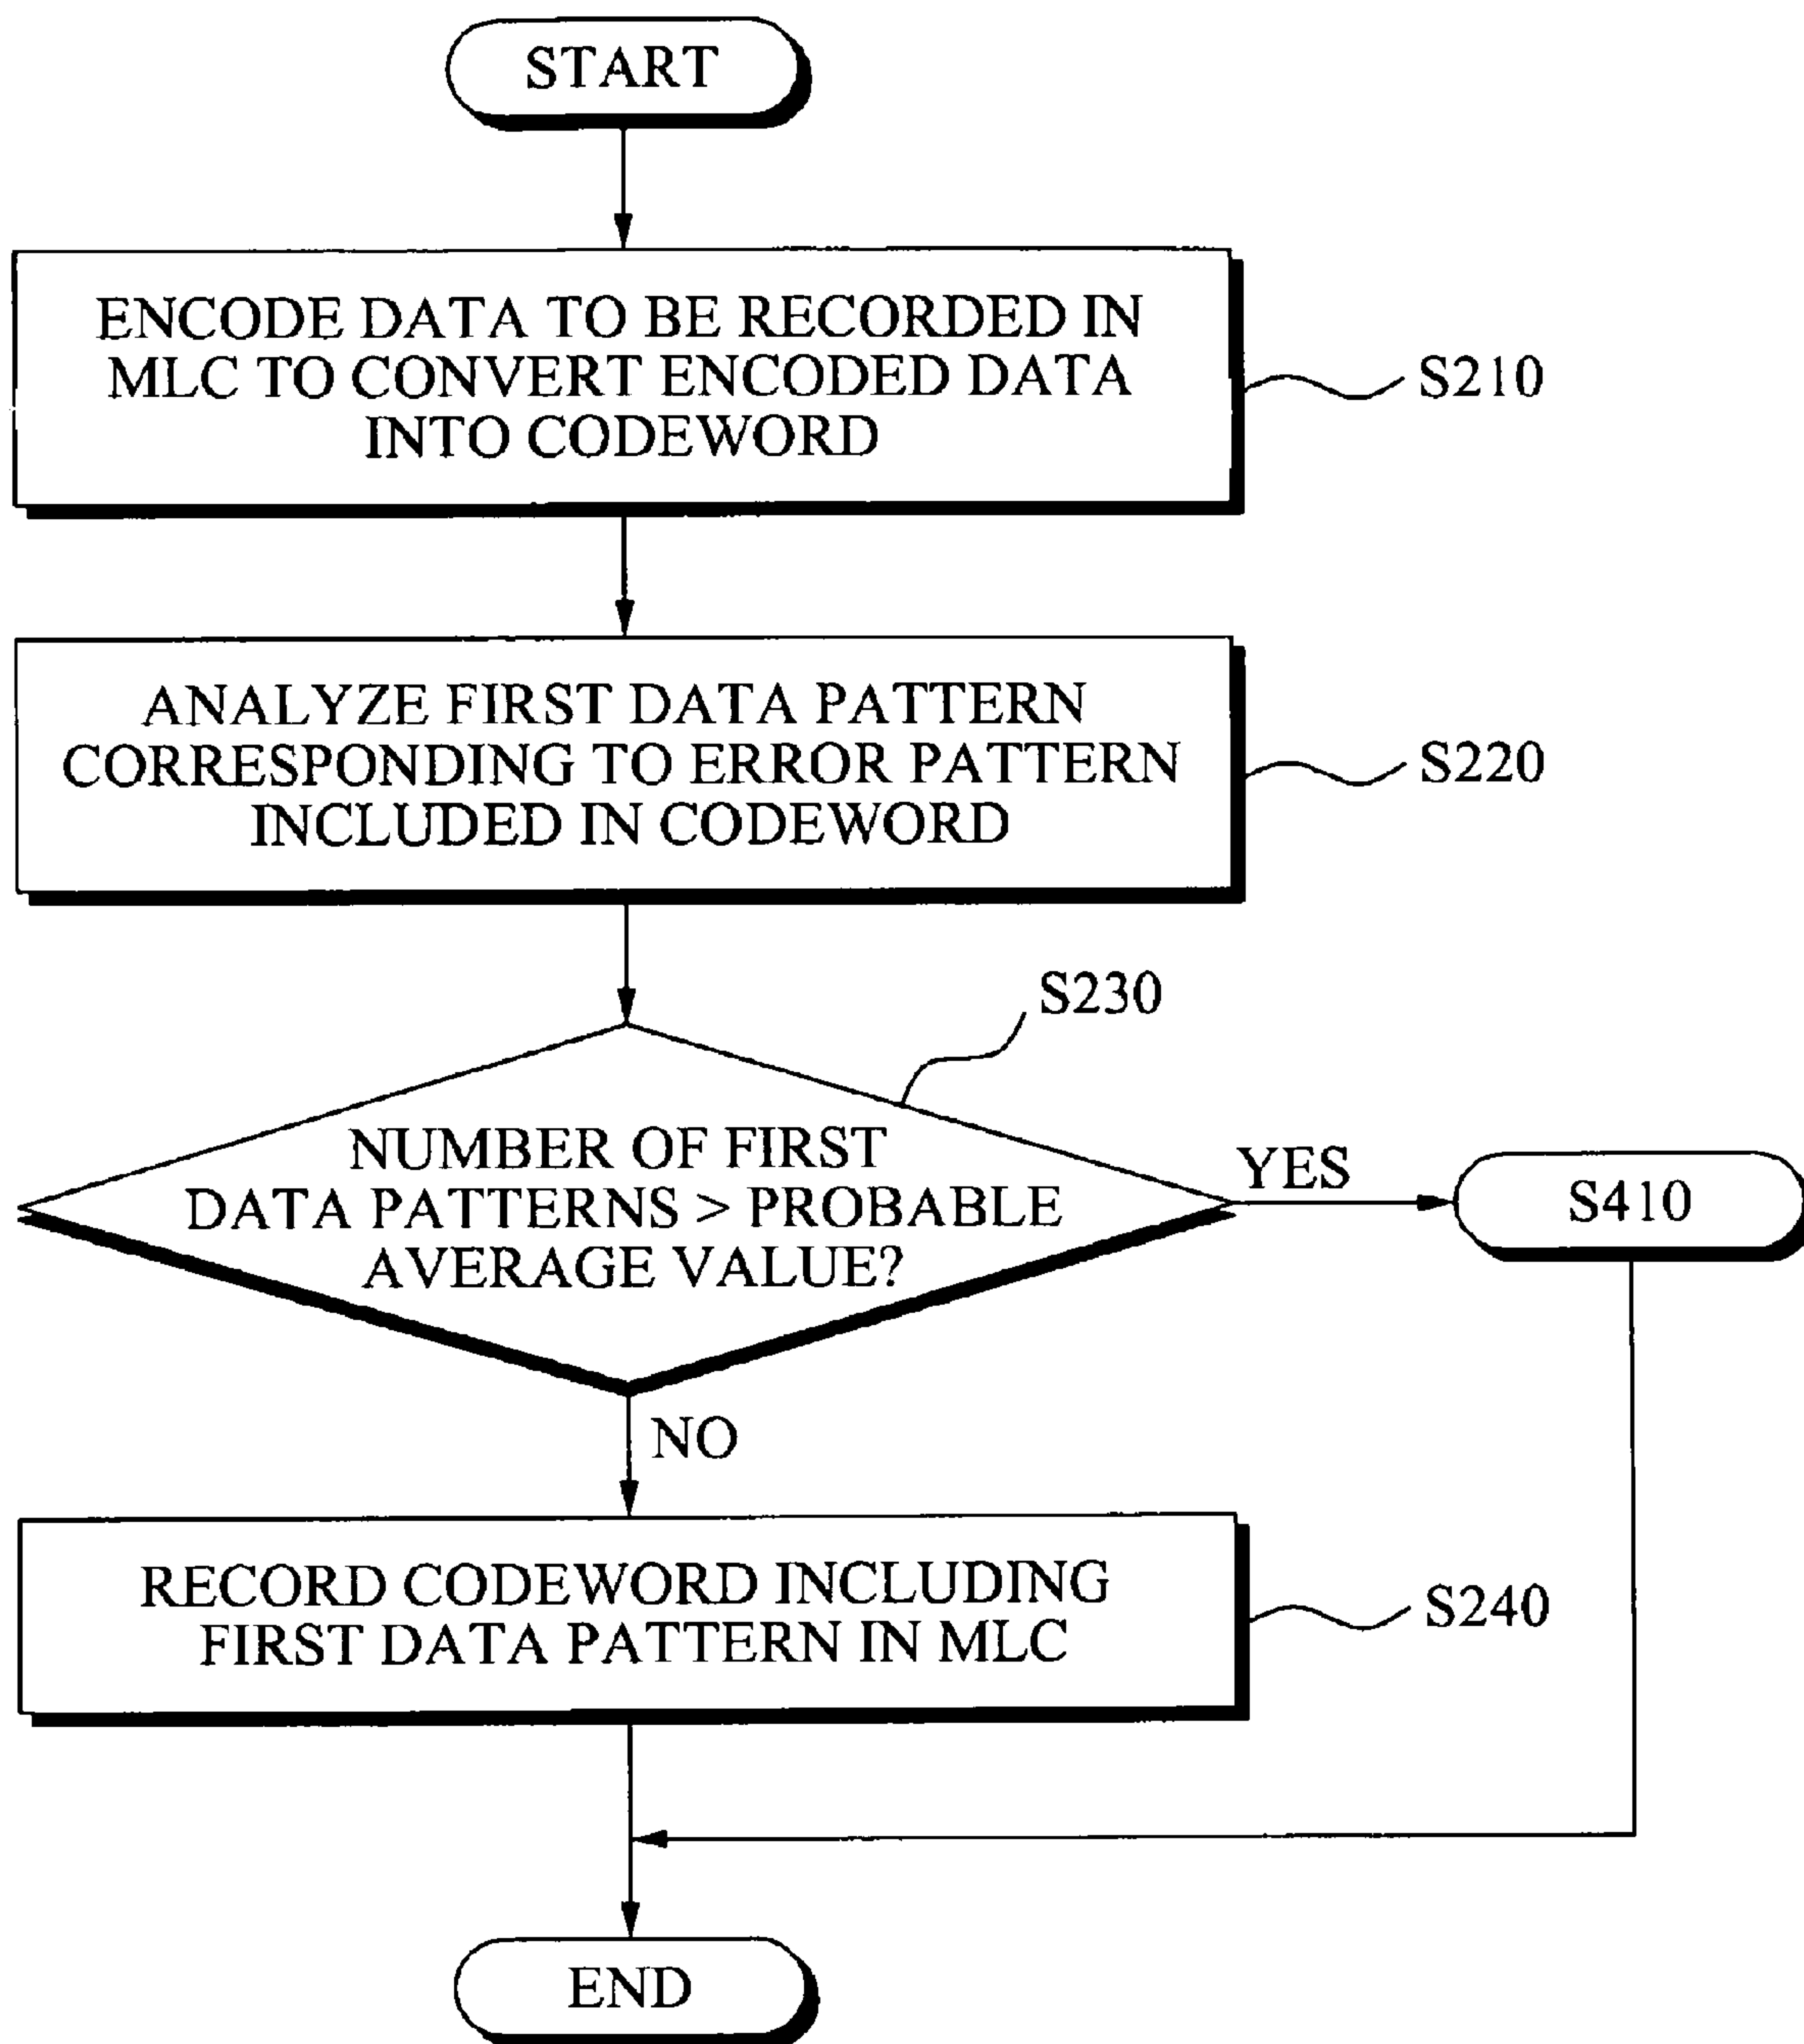 START
ENCODE DATA TO BE RECORDED IN
MLC TO CONVERT ENCODED DATA
INTO CODEWORD
S210
ANALYZE FIRST DATA PATTERN
CORRESPONDING TO ERROR PATTERN
INCLUDED IN CODEWORD
S220
S230
NUMBER OF FIRST
DATA PATTERNS > PROBABLE
AVERAGE VALUE?
YES
S410
NO
RECORD CODEWORD INCLUDING
FIRST DATA PATTERN IN MLC
S240
END